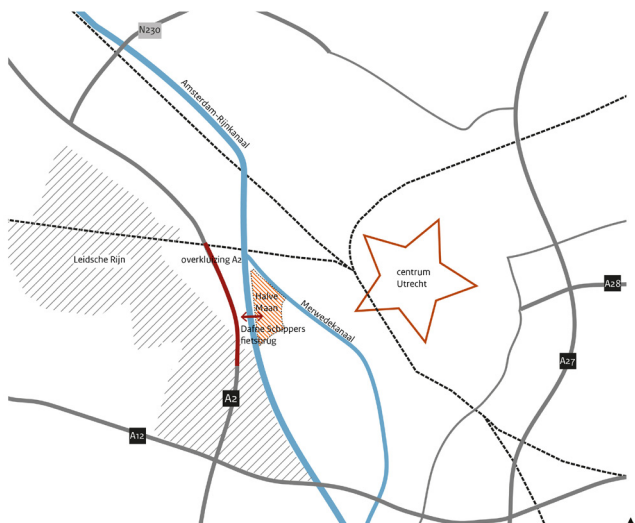 N230
Amsterdam-Rijnkanaal
Leidsche Rijn
overkluizing A2
centrum
Utrecht
A28
Halve
Maan
Merwedekanaal
Dafne Schippers
fietsbrug
A27
A2
A12